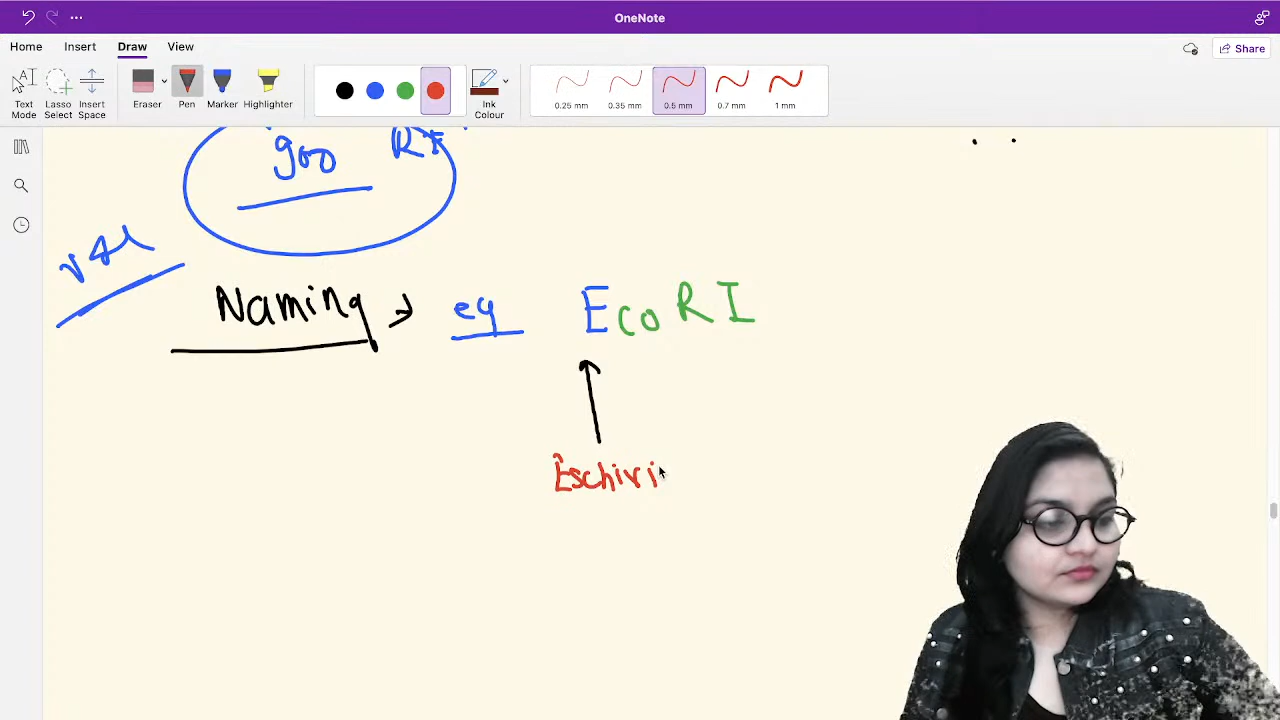 OneNote
Home Insert Draw View
Share
Text Mode
Lasso Select
Insert Space
Eraser
Pen
Marker
Highlighter
Ink Colour
0.25 mm
0.35 mm
0.5 mm
0.7 mm
1 mm
900 RE
Naming → eg EcoRI
Eschiri